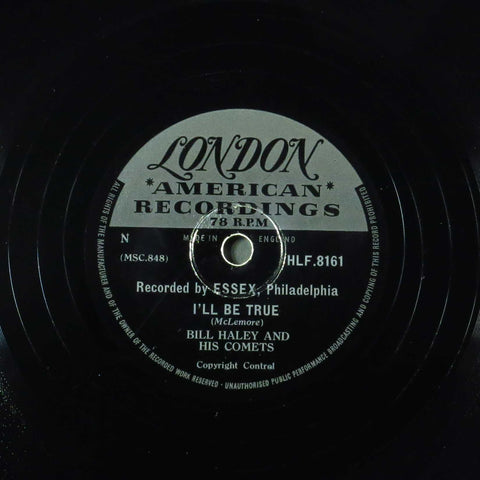 LONDON
*AMERICAN*
RECORDINGS
78 R.P.M
N MADE IN ENGLAND
(MSC.848) HLF.8161
Recorded by ESSEX, Philadelphia
I'LL BE TRUE
(McLemore)
BILL HALEY AND
HIS COMETS
Copyright Control
ALL RIGHTS OF THE MANUFACTURER AND OF THE OWNER OF THE RECORDED WORK RESERVED · UNAUTHORISED PUBLIC PERFORMANCE BROADCASTING AND COPYING OF THIS RECORD PROHIBITED